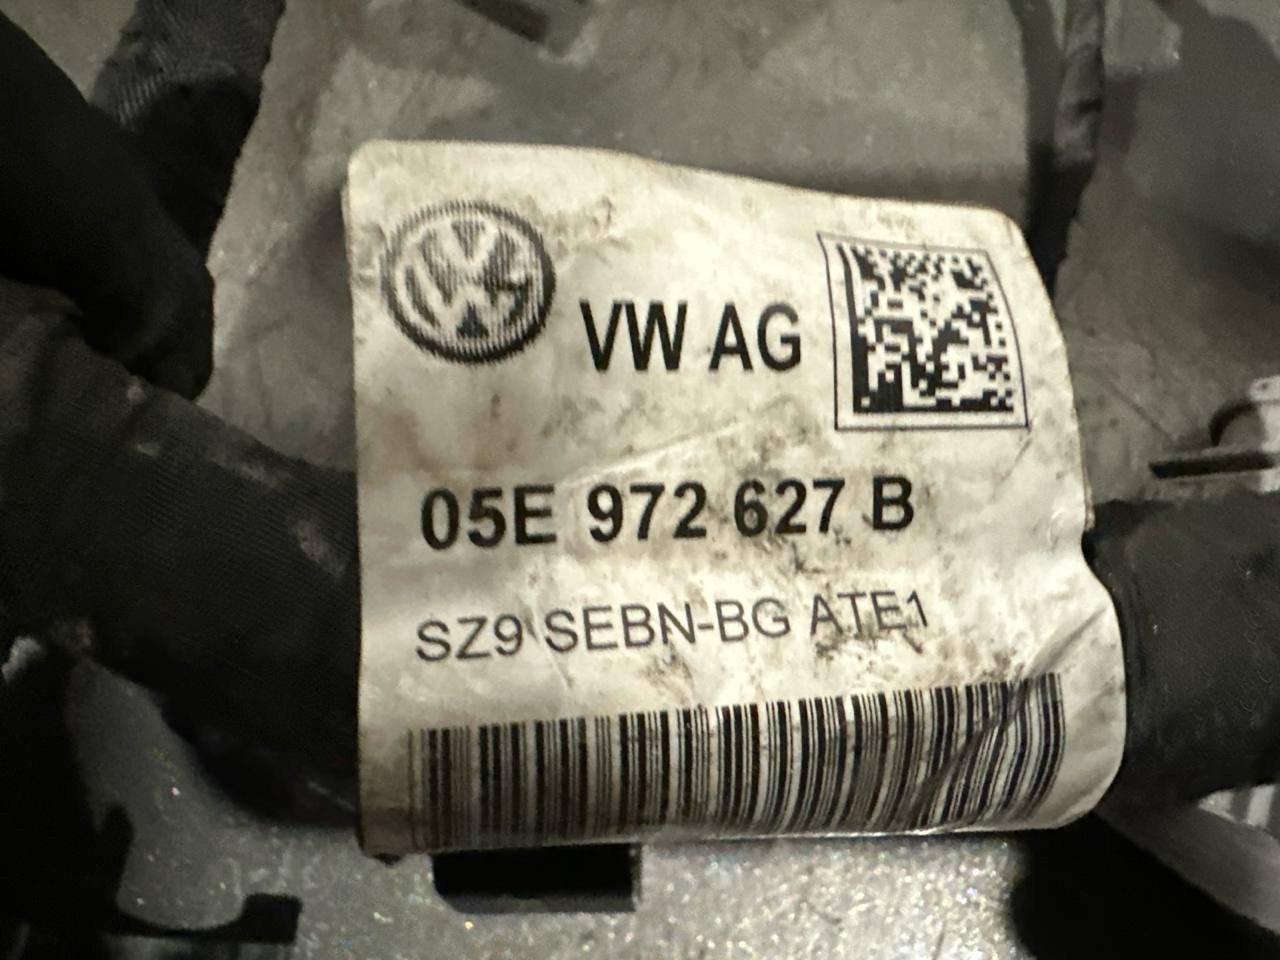 VW AG
05E 972 627 B
SZ9 SEBN-BG ATE1